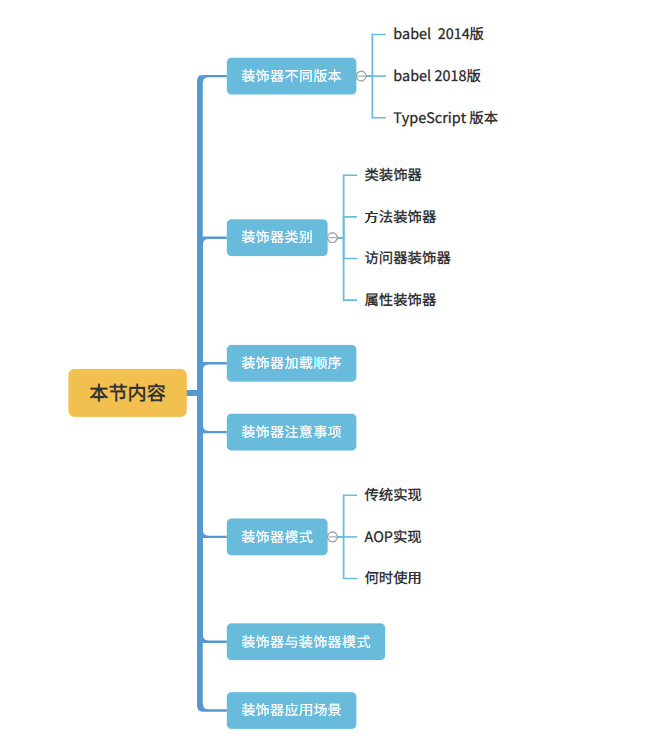 babel 2014版
装饰器不同版本
babel 2018版
TypeScript 版本
类装饰器
方法装饰器
装饰器类别
访问器装饰器
属性装饰器
装饰器加载顺序
本节内容
装饰器注意事项
传统实现
装饰器模式
AOP实现
何时使用
装饰器与装饰器模式
装饰器应用场景